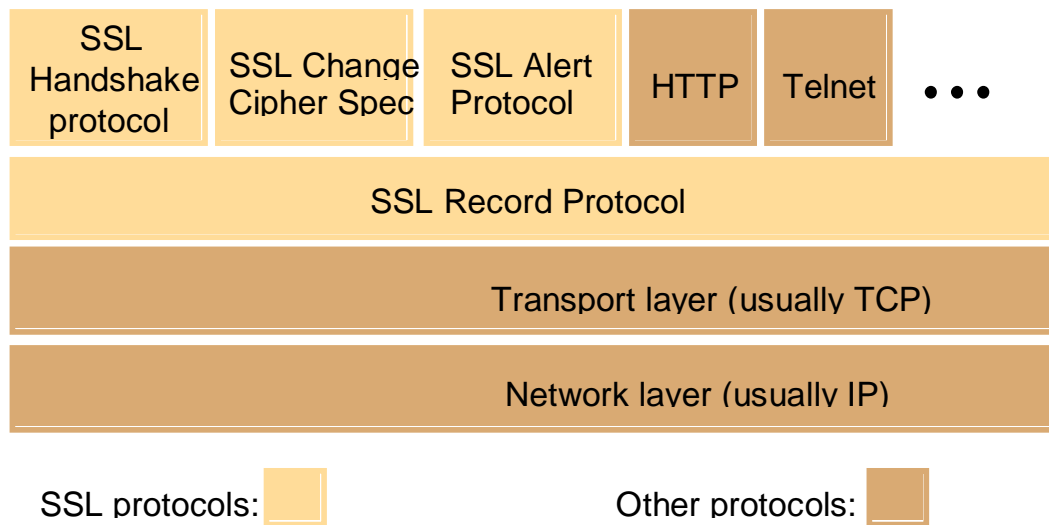 SSL
Handshake
protocol
SSL Change
Cipher Spec
SSL Alert
Protocol
HTTP
Telnet
...
SSL Record Protocol
Transport layer (usually TCP)
Network layer (usually IP)
SSL protocols:
Other protocols: